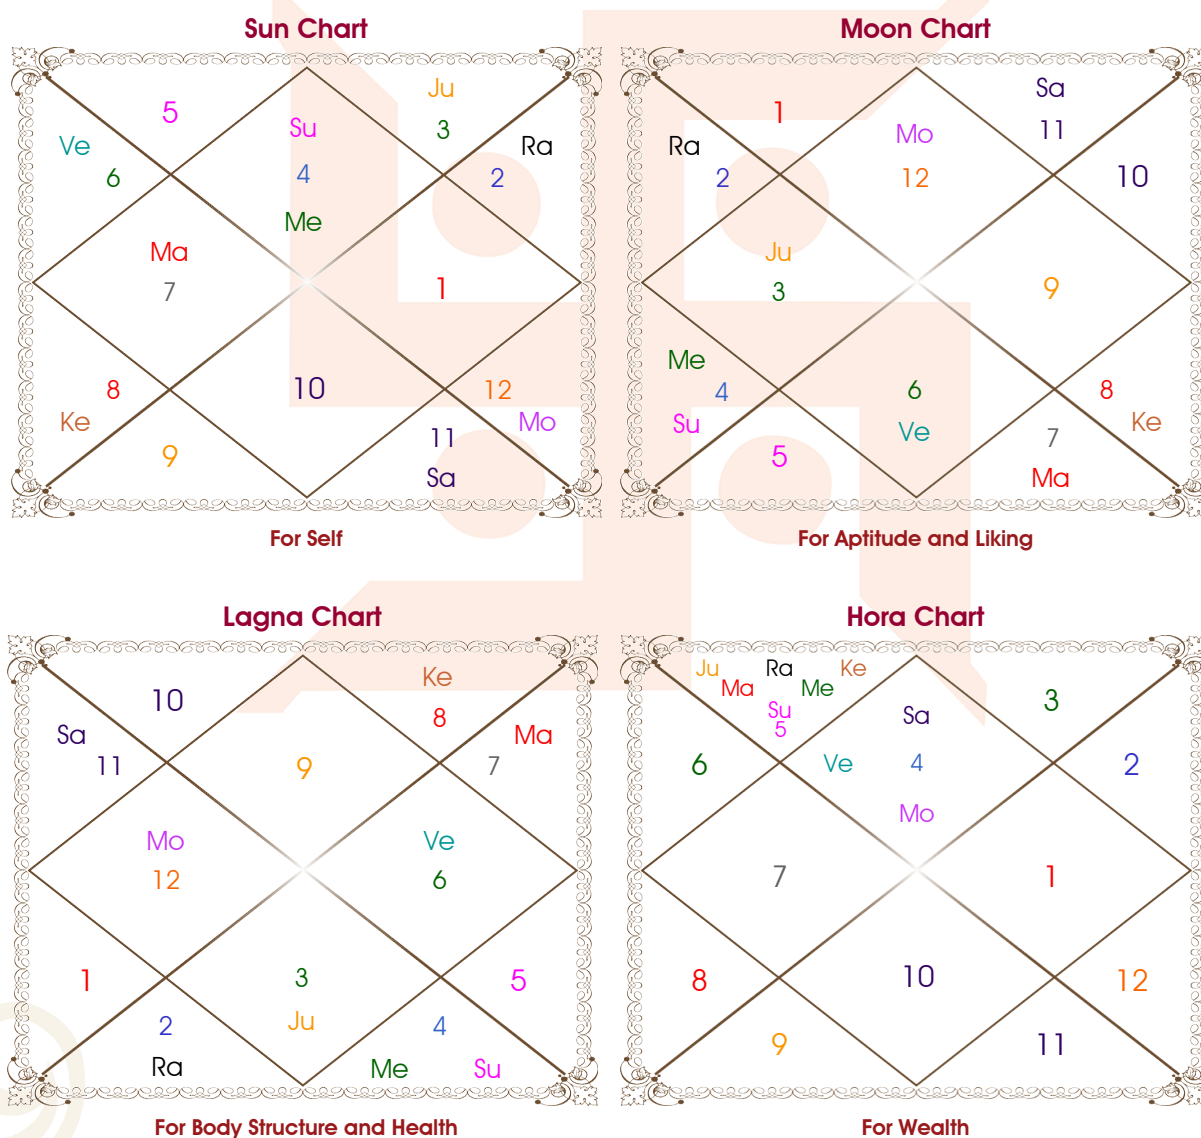 Sun Chart
5
Su
Ju
3
Ve
6
4
Ra
2
Me
Ma
7
1
8
Ke
10
12
Mo
9
11
Sa
For Self
Moon Chart
1
Mo
Sa
11
Ra
2
12
10
Ju
3
9
Me
4
Su
6
Ve
8
Ke
5
7
Ma
For Aptitude and Liking
Lagna Chart
10
Ke
8
Sa
11
9
Ma
7
Mo
12
Ve
6
1
3
Ju
5
2
Ra
4
Me Su
For Body Structure and Health
Hora Chart
Ju Ra Ke
Ma Me
Su
5
Sa
3
6
Ve 4
2
Mo
7
1
8
10
12
9
11
For Wealth